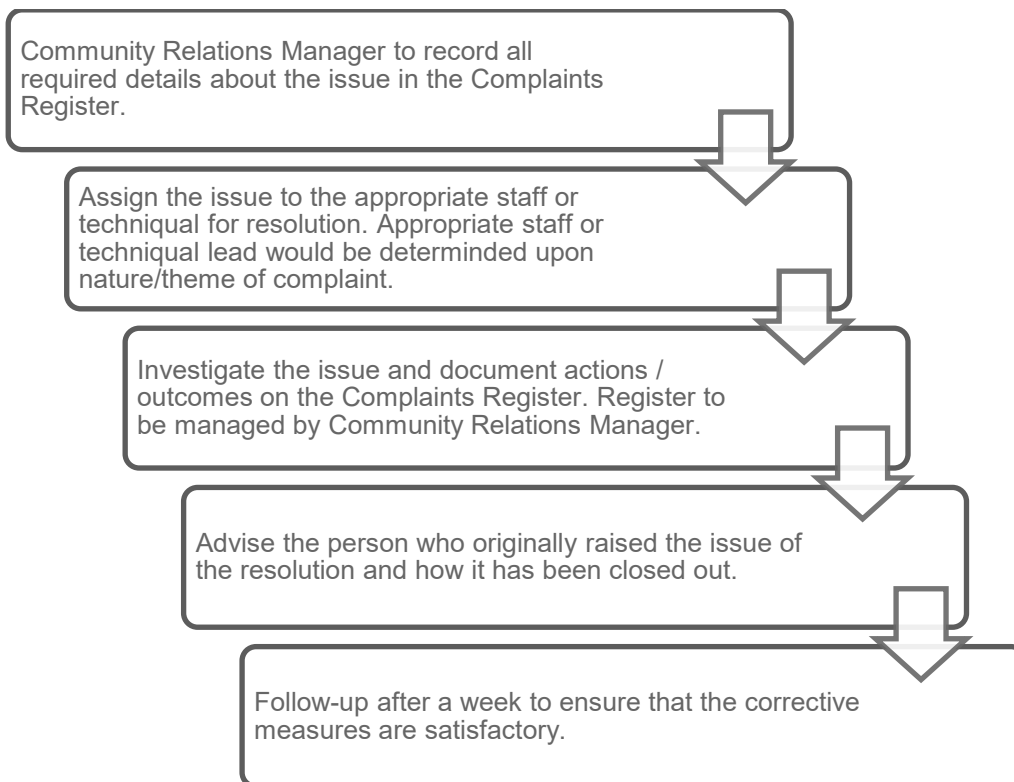 Community Relations Manager to record all
required details about the issue in the Complaints
Register.
Assign the issue to the appropriate staff or
techniqual for resolution. Appropriate staff or
techniqual lead would be determinded upon
nature/theme of complaint.
Investigate the issue and document actions /
outcomes on the Complaints Register. Register to
be managed by Community Relations Manager.
Advise the person who originally raised the issue of
the resolution and how it has been closed out.
Follow-up after a week to ensure that the corrective
measures are satisfactory.